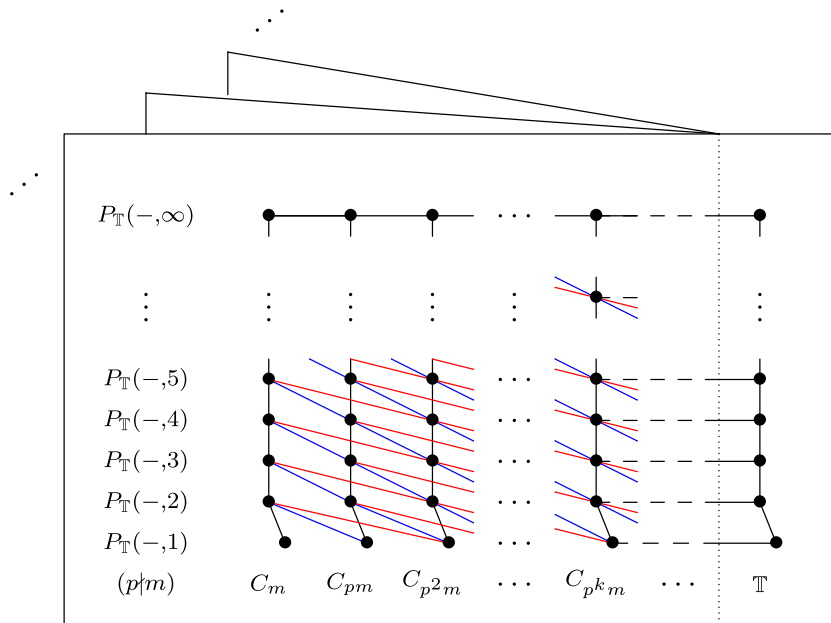 ⋰
⋰
P_𝕋(−,∞) ⋯
⋮ ⋮ ⋮ ⋮ ⋮ ⋮
P_𝕋(−,5) ⋯ ⋯
P_𝕋(−,4) ⋯
P_𝕋(−,3) ⋯
P_𝕋(−,2) ⋯
P_𝕋(−,1) ⋯
(p∤m) C_m C_{pm} C_{p^2m} ⋯ C_{p^km} ⋯ 𝕋